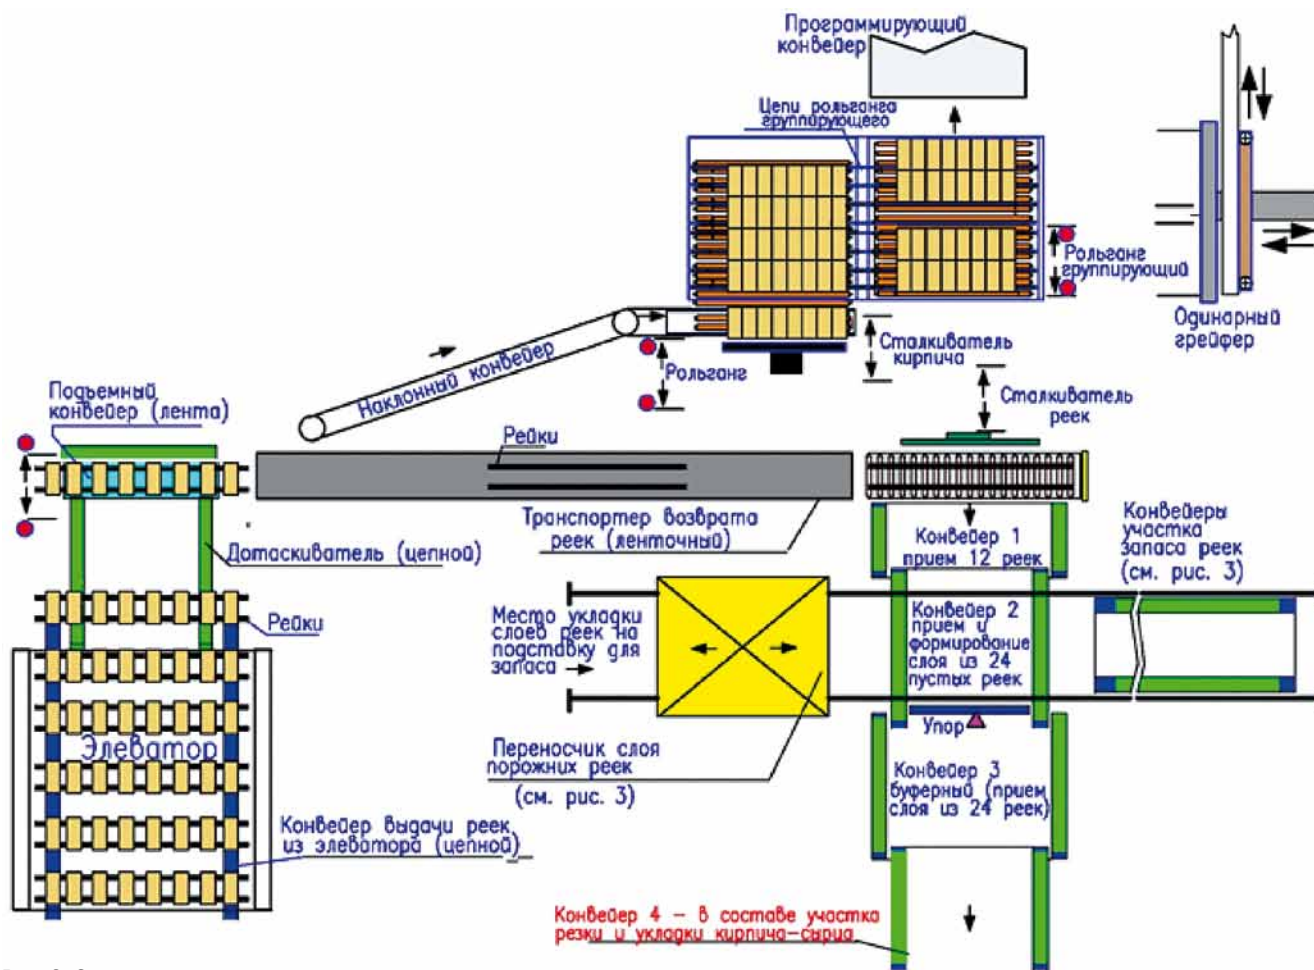 Программирующий
конвейер
Цепи рольганга
группирующего
Рольганг
группирующий
Одинарный
грейфер
Сталкиватель
кирпича
Рольганг
Наклонный конвейер
Сталкиватель
реек
Подъемный
конвейер (лента)
Рейки
Транспортер возврата
реек (ленточный)
Дотаскиватель (цепной)
Конвейер 1
прием 12 реек
Конвейеры
участка
запаса реек
(см. рис. 3)
Рейки
Место укладки
слоев реек на
подставку для
запаса
Конвейер 2
прием и
формирование
слоя из 24
пустых реек
Упор
Элеватор
Переносчик слоя
порожних реек
(см. рис. 3)
Конвейер 3
буферный (прием
слоя из 24 реек)
Конвейер выдачи реек
из элеватора (цепной)
Конвейер 4 – в составе участка
резки и укладки кирпича-сырца